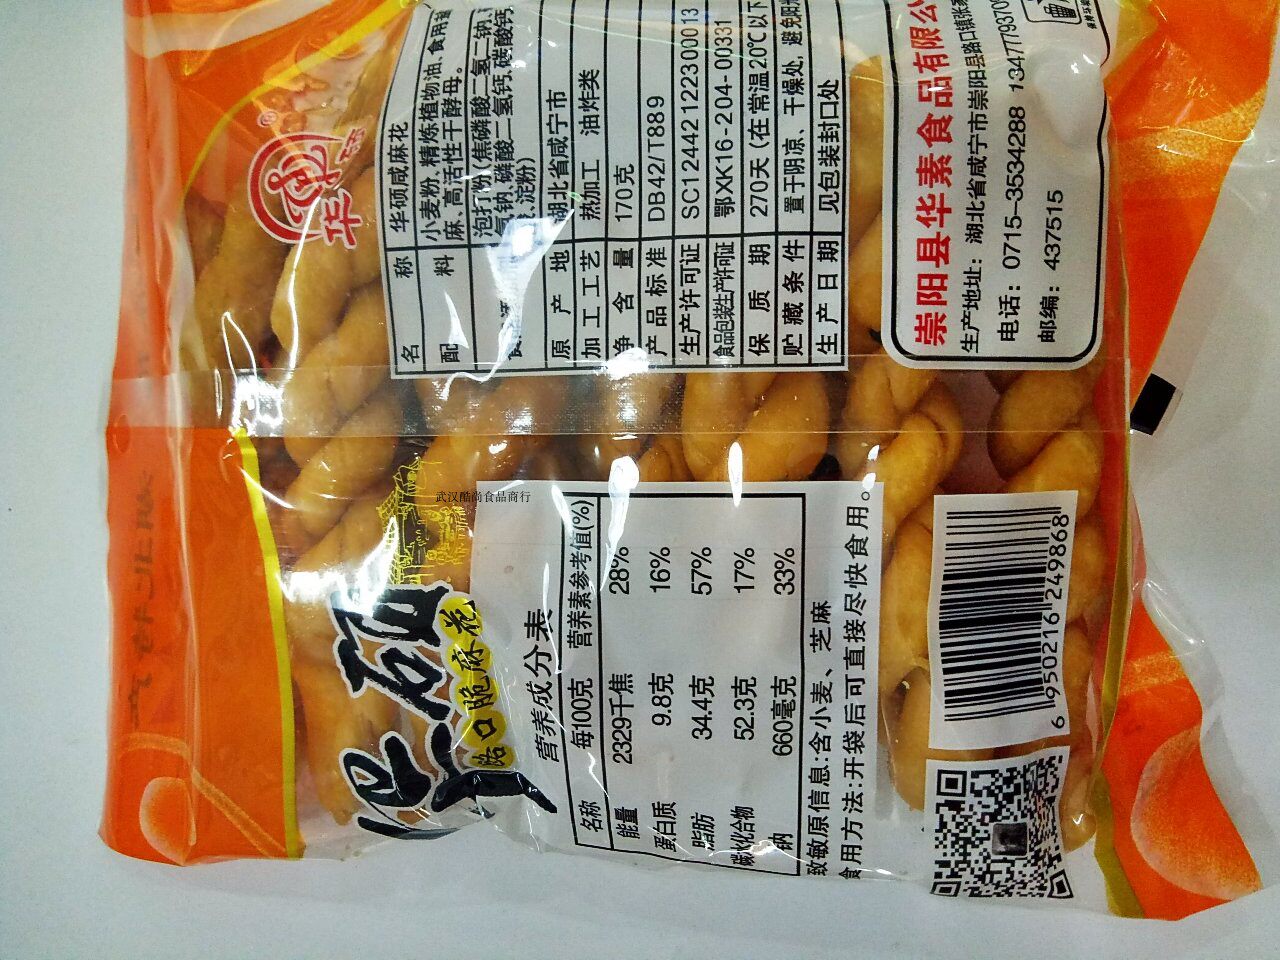 华硕
®
名称 华硕咸麻花
配料 小麦粉、精炼植物油、食用
麻、高活性干酵母。
泡打粉(焦磷酸二氢二钠、
氢钠、磷酸二氢钙、碳酸钙
、淀粉)
原产地 湖北省咸宁市
加工工艺 热加工 油炸类
净含量 170克
产品标准 DB42/T889
生产许可证 SC12442122300013
食品包装生产许可证 鄂XK16-204-00331
保质期 270天(在常温20℃以下
贮藏条件 置于阴凉、干燥处,避免阳
生产日期 见包装封口处
崇阳县华素食品有限公
生产地址:湖北省咸宁市崇阳县路口镇张
电话:0715-3534288 1347779370
邮编:437515
武汉酷尚食品商行
华硕
路口脆麻花
营养成分表
名称 每100克 营养素参考值(%)
能量 2329千焦 28%
蛋白质 9.8克 16%
脂肪 34.4克 57%
碳水化合物 52.3克 17%
钠 660毫克 33%
致敏原信息:含小麦、芝麻
食用方法:开袋后可直接尽快食用。
6 950216 249868